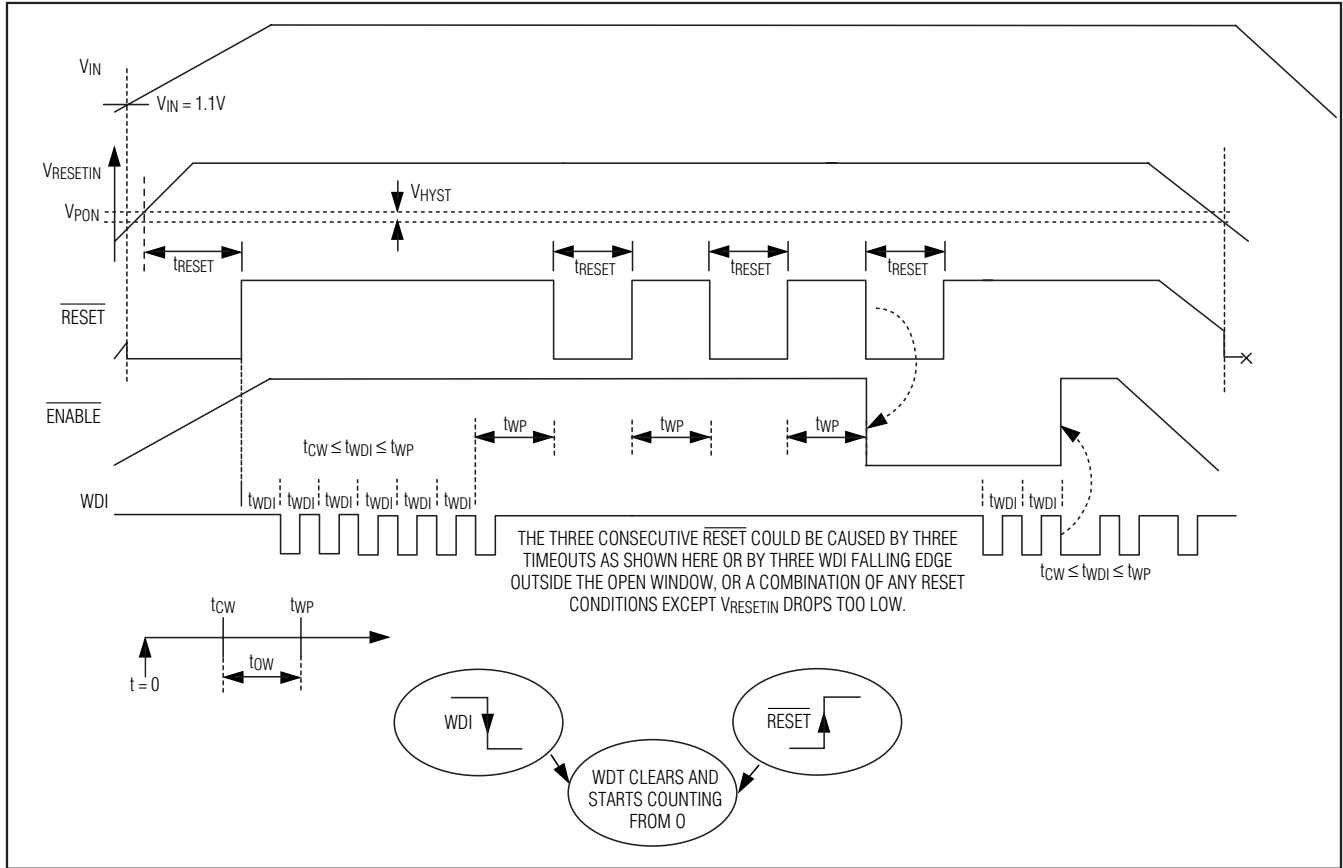 VIN
VIN = 1.1V
VRESETIN
VPON
VHYST
tRESET
tRESET
tRESET
tRESET
RESET
ENABLE
tCW ≤ tWDI ≤ tWP
tWP
tWP
tWP
WDI
tWDI tWDI tWDI tWDI tWDI tWDI
tWDI tWDI
THE THREE CONSECUTIVE RESET COULD BE CAUSED BY THREE
TIMEOUTS AS SHOWN HERE OR BY THREE WDI FALLING EDGE
OUTSIDE THE OPEN WINDOW, OR A COMBINATION OF ANY RESET
CONDITIONS EXCEPT VRESETIN DROPS TOO LOW.
tCW ≤ tWDI ≤ tWP
tCW
tWP
tOW
t = 0
WDI
RESET
WDT CLEARS AND
STARTS COUNTING
FROM 0